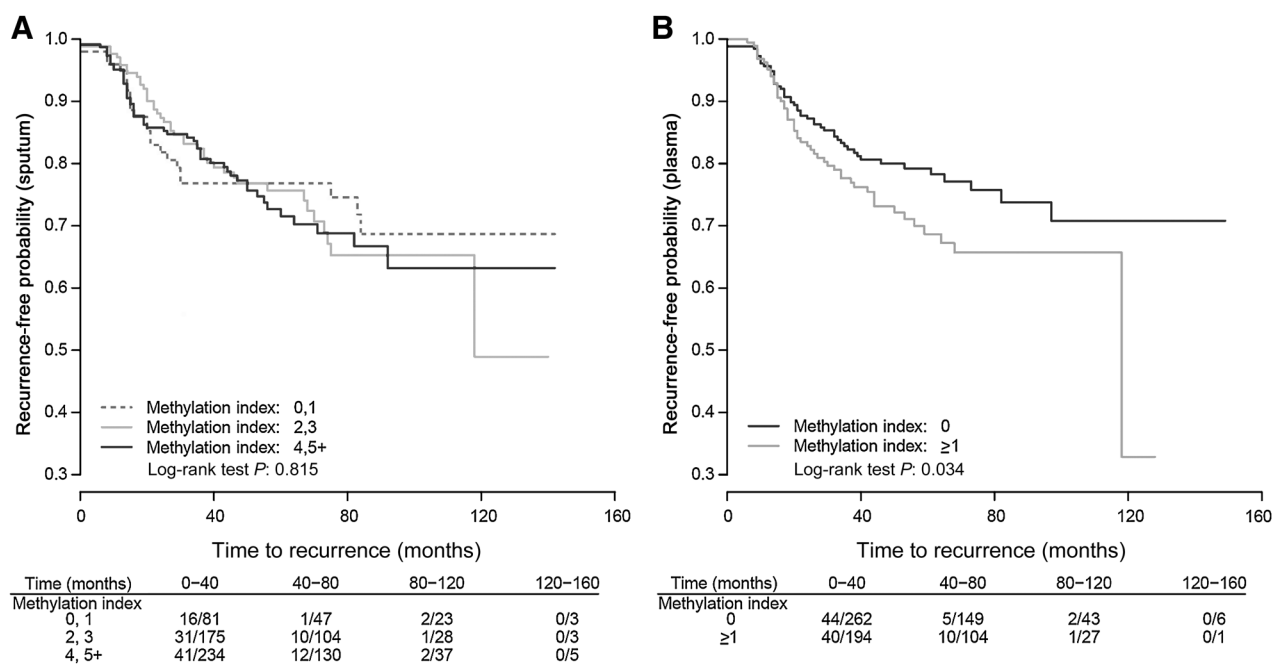 A
Recurrence-free probability (sputum)
1.0
0.9
0.8
0.7
0.6
0.5
0.4
0.3
Methylation index: 0,1
Methylation index: 2,3
Methylation index: 4,5+
Log-rank test P: 0.815
0 40 80 120 160
Time to recurrence (months)
Time (months) 0–40 40–80 80–120 120–160
Methylation index
0, 1 16/81 1/47 2/23 0/3
2, 3 31/175 10/104 1/28 0/3
4, 5+ 41/234 12/130 2/37 0/5
B
Recurrence-free probability (plasma)
1.0
0.9
0.8
0.7
0.6
0.5
0.4
0.3
Methylation index: 0
Methylation index: ≥1
Log-rank test P: 0.034
0 40 80 120 160
Time to recurrence (months)
Time (months) 0–40 40–80 80–120 120–160
Methylation index
0 44/262 5/149 2/43 0/6
≥1 40/194 10/104 1/27 0/1